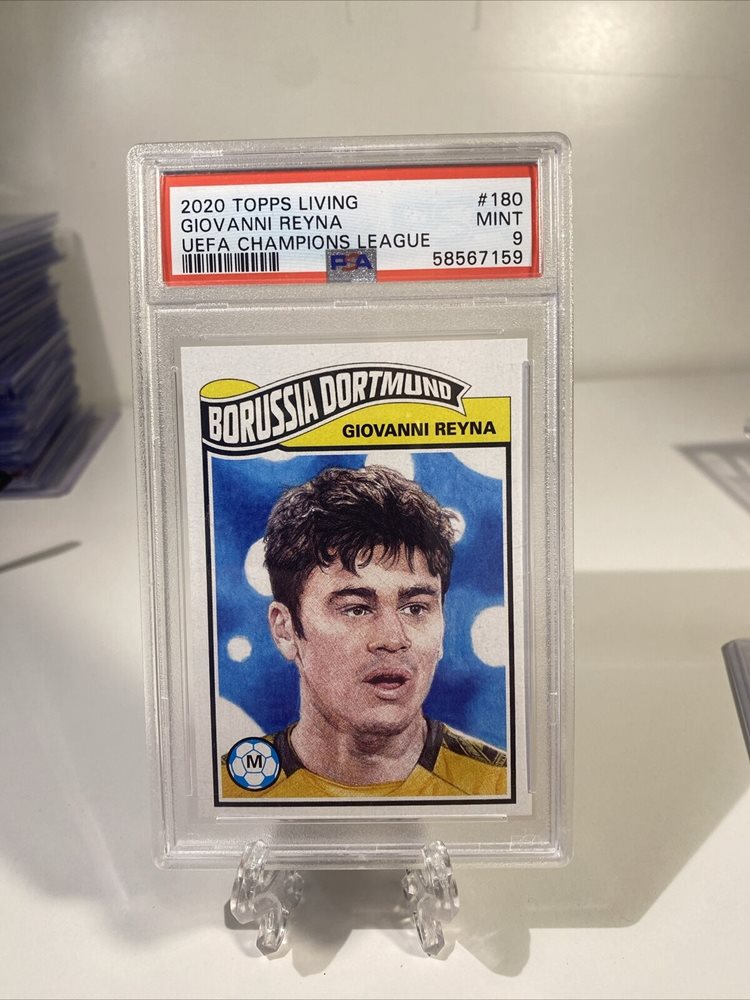 2020 TOPPS LIVING #180
GIOVANNI REYNA MINT
UEFA CHAMPIONS LEAGUE 9
PSA 58567159
BORUSSIA DORTMUND
GIOVANNI REYNA
M